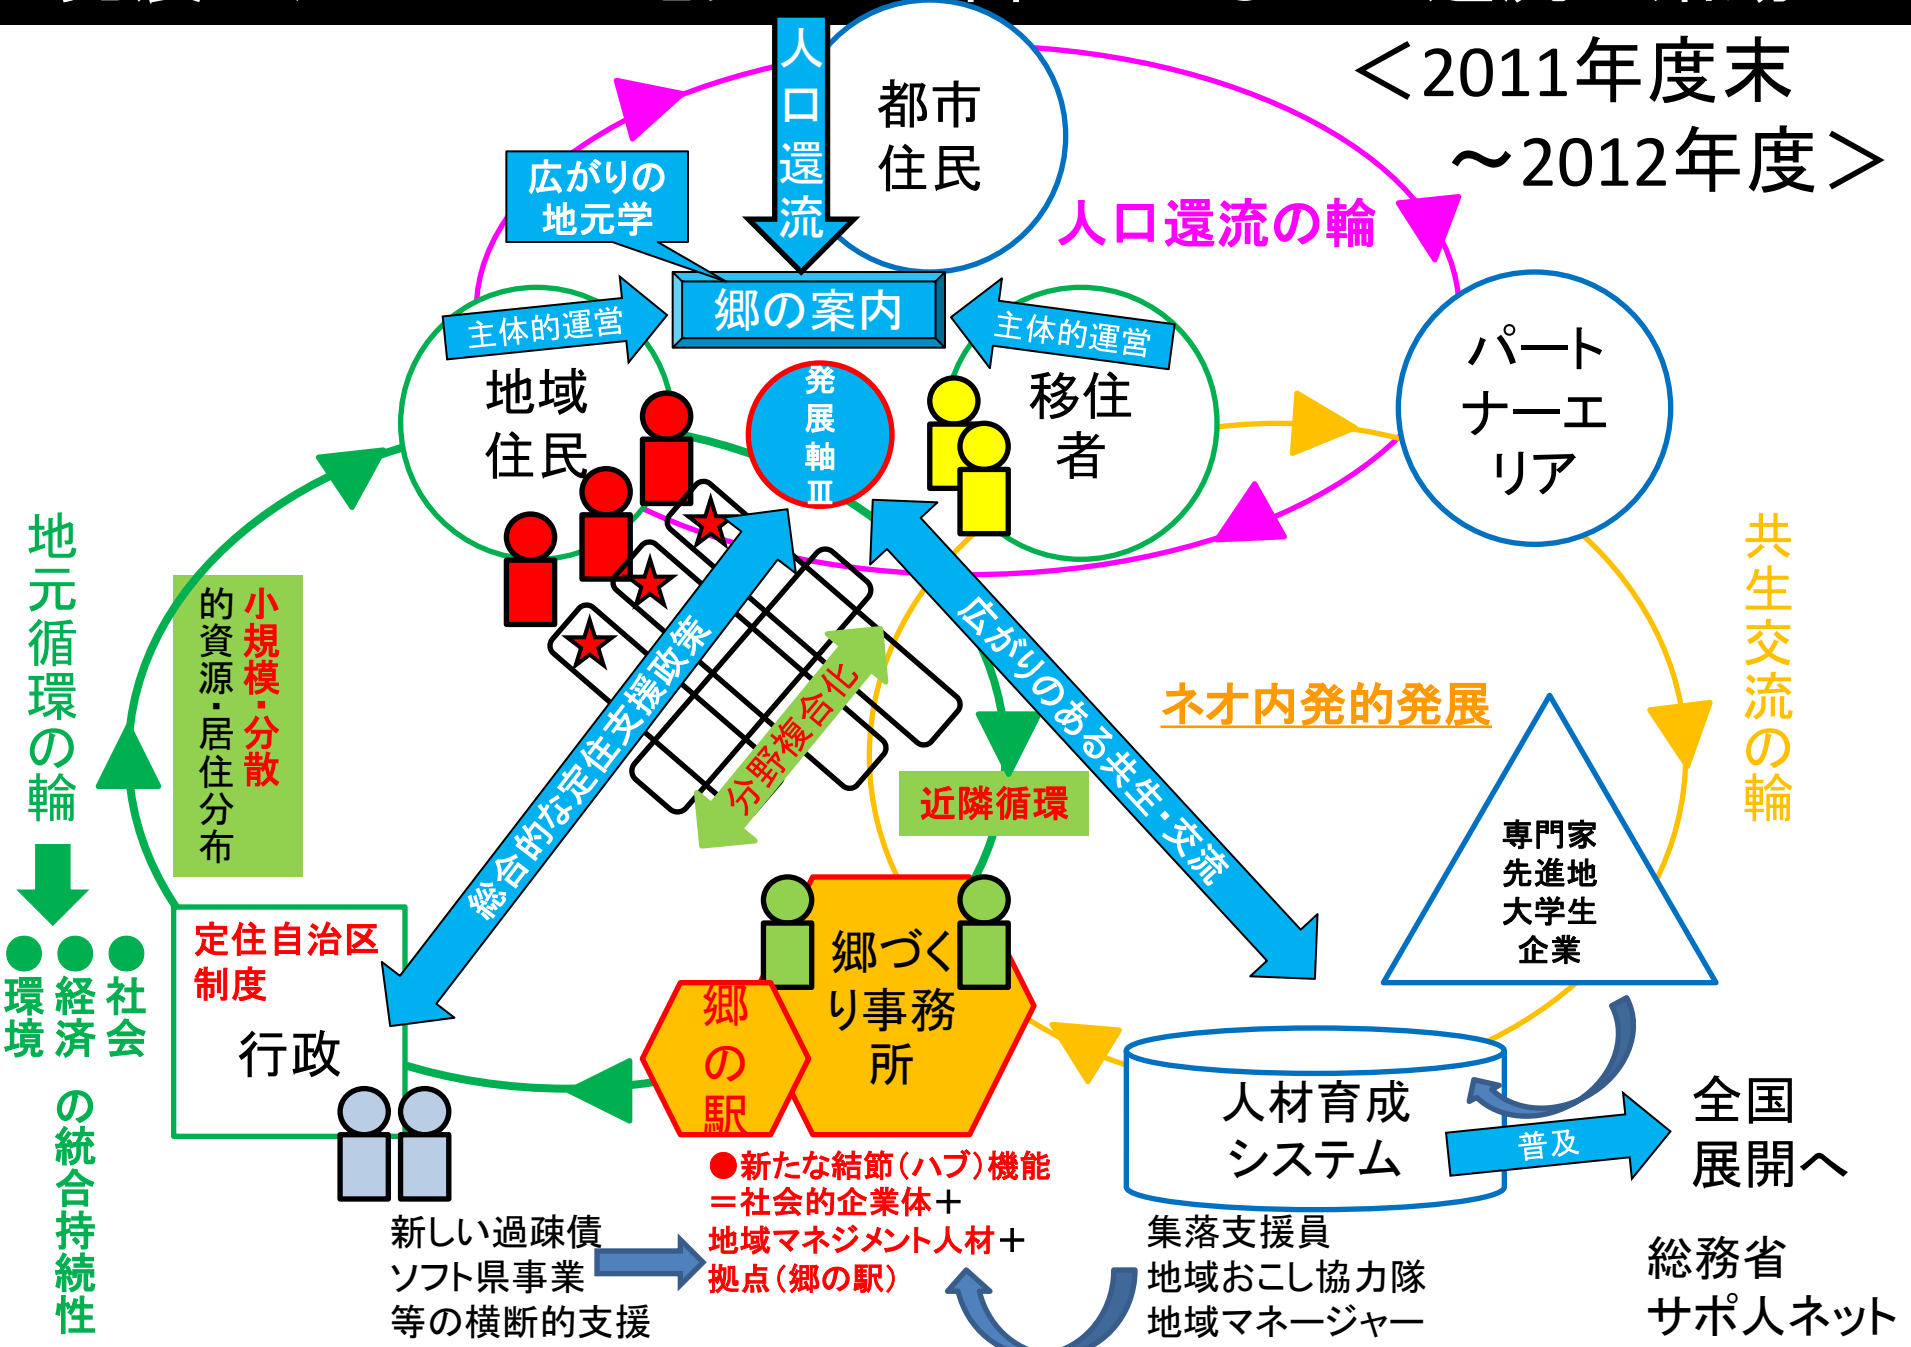 ＜2011年度末
～2012年度＞
人口還流
都市
住民
広がりの
地元学
人口還流の輪
郷の案内
主体的運営
主体的運営
地域
住民
発展軸Ⅲ
移住
者
パート
ナーエ
リア
地元循環の輪
小規模・分散
的資源・居住分布
共生交流の輪
総合的な定住支援政策
分野複合化
広がりのある共生・交流
ネオ内発的発展
近隣循環
専門家
先進地
大学生
企業
定住自治区
制度
行政
●社会
●経済
●環境
の統合持続性
郷づく
り事務
所
郷の駅
人材育成
システム
普及
全国
展開へ
●新たな結節（ハブ）機能
＝社会的企業体＋
地域マネジメント人材＋
拠点（郷の駅）
新しい過疎債
ソフト県事業
等の横断的支援
集落支援員
地域おこし協力隊
地域マネージャー
総務省
サポ人ネット